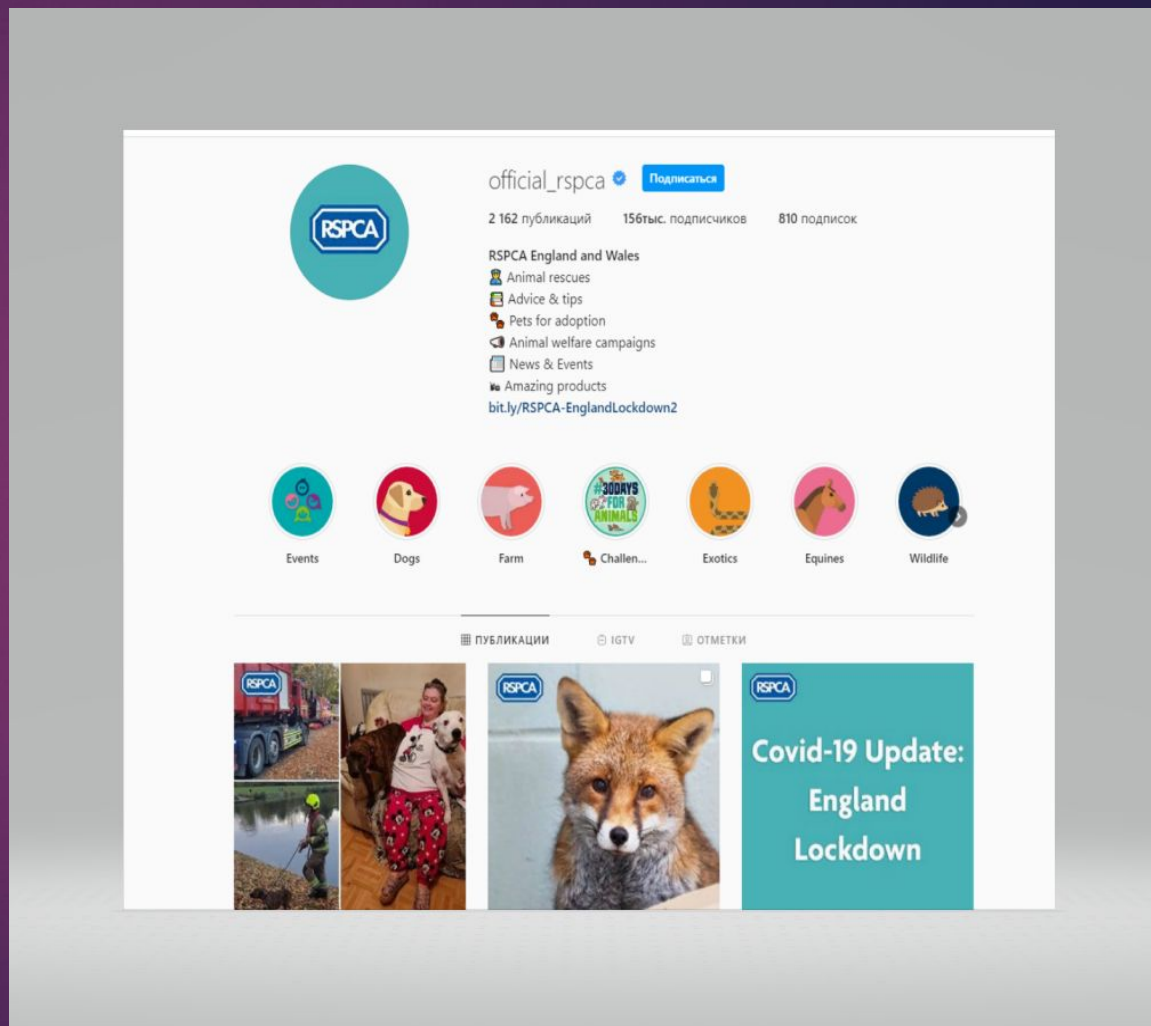 RSPCA
official_rspca Подписаться
2 162 публикаций 156тыс. подписчиков 810 подписок
RSPCA England and Wales
Animal rescues
Advice & tips
Pets for adoption
Animal welfare campaigns
News & Events
Amazing products
bit.ly/RSPCA-EnglandLockdown2
#30DAYS
FOR
ANIMALS
Events Dogs Farm Challen... Exotics Equines Wildlife
ПУБЛИКАЦИИ IGTV ОТМЕТКИ
RSPCA RSPCA RSPCA
Covid-19 Update:
England
Lockdown